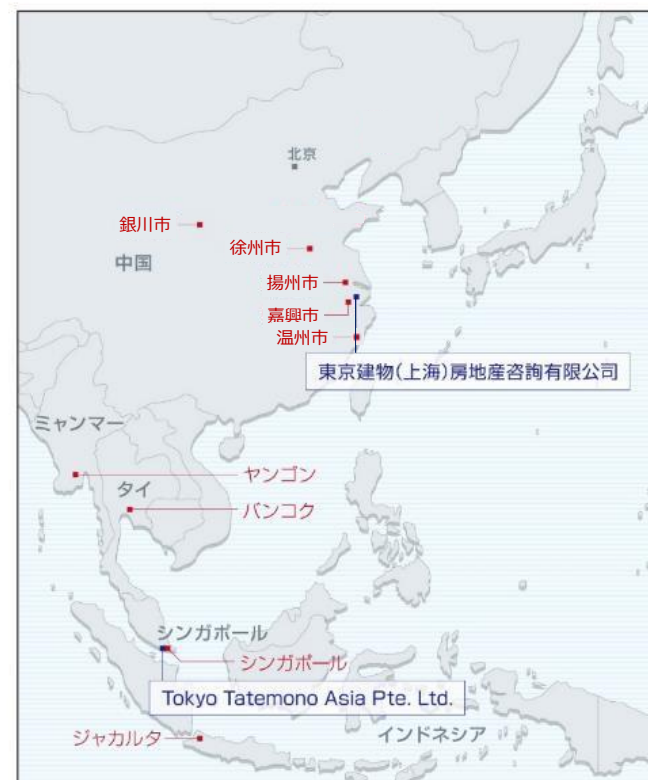 北京
銀川市
徐州市
中国
揚州市
嘉興市
温州市
東京建物(上海)房地産咨詢有限公司
ミャンマー
ヤンゴン
タイ
バンコク
シンガポール
シンガポール
Tokyo Tatemono Asia Pte. Ltd.
ジャカルタ
インドネシア